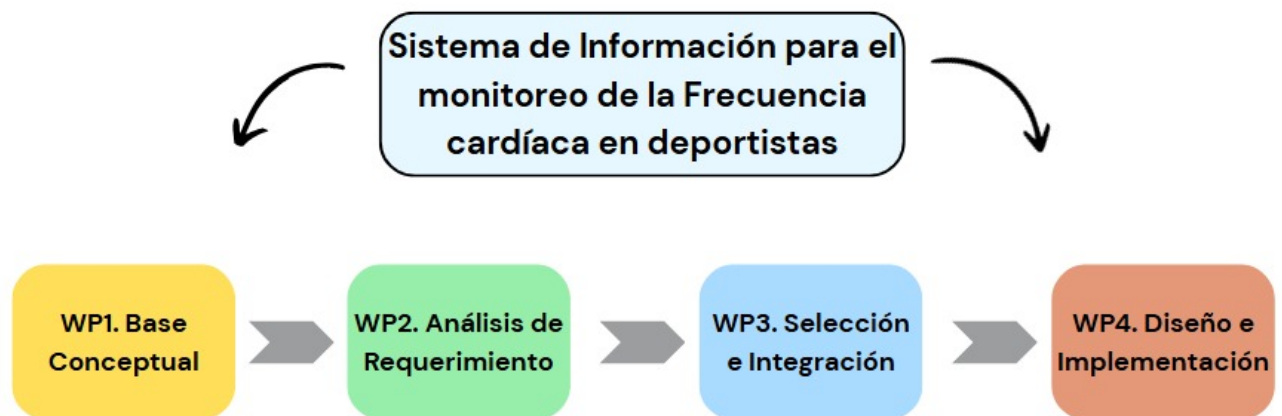 Sistema de Información para el
monitoreo de la Frecuencia
cardíaca en deportistas
WP1. Base
Conceptual
WP2. Análisis de
Requerimiento
WP3. Selección
e Integración
WP4. Diseño e
Implementación